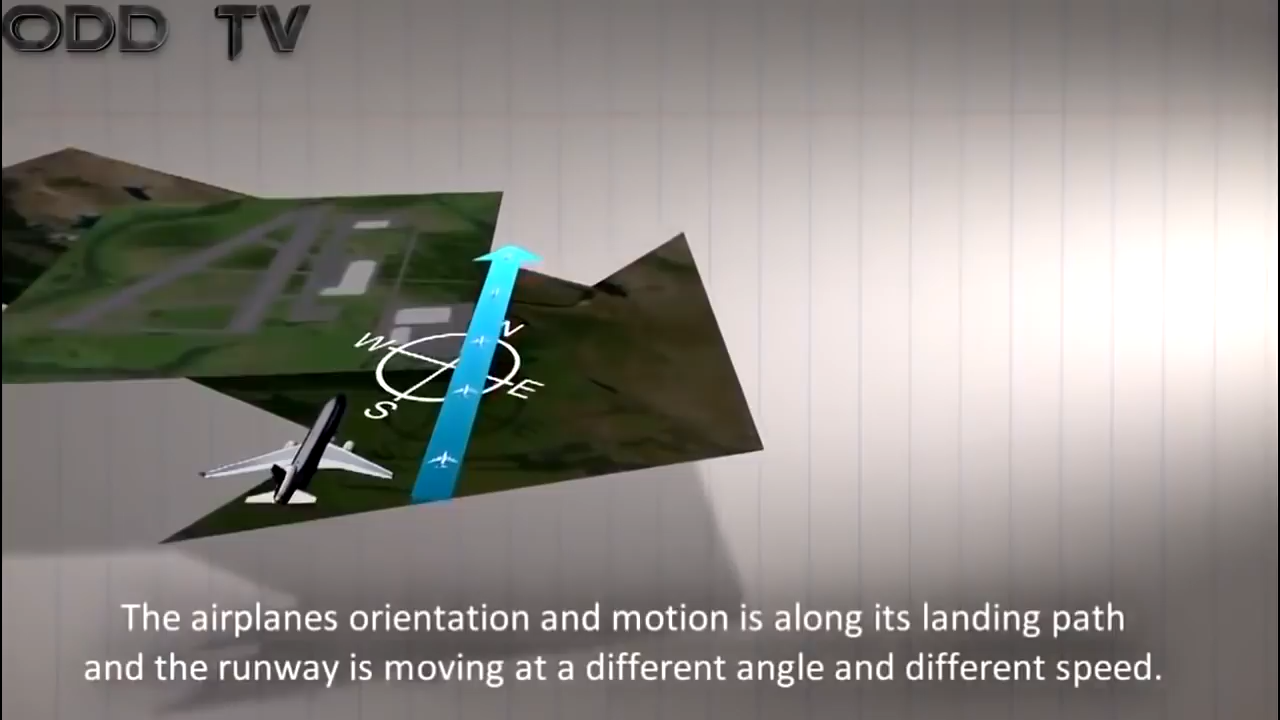 ODD TV
N
W
E
S
The airplanes orientation and motion is along its landing path
and the runway is moving at a different angle and different speed.